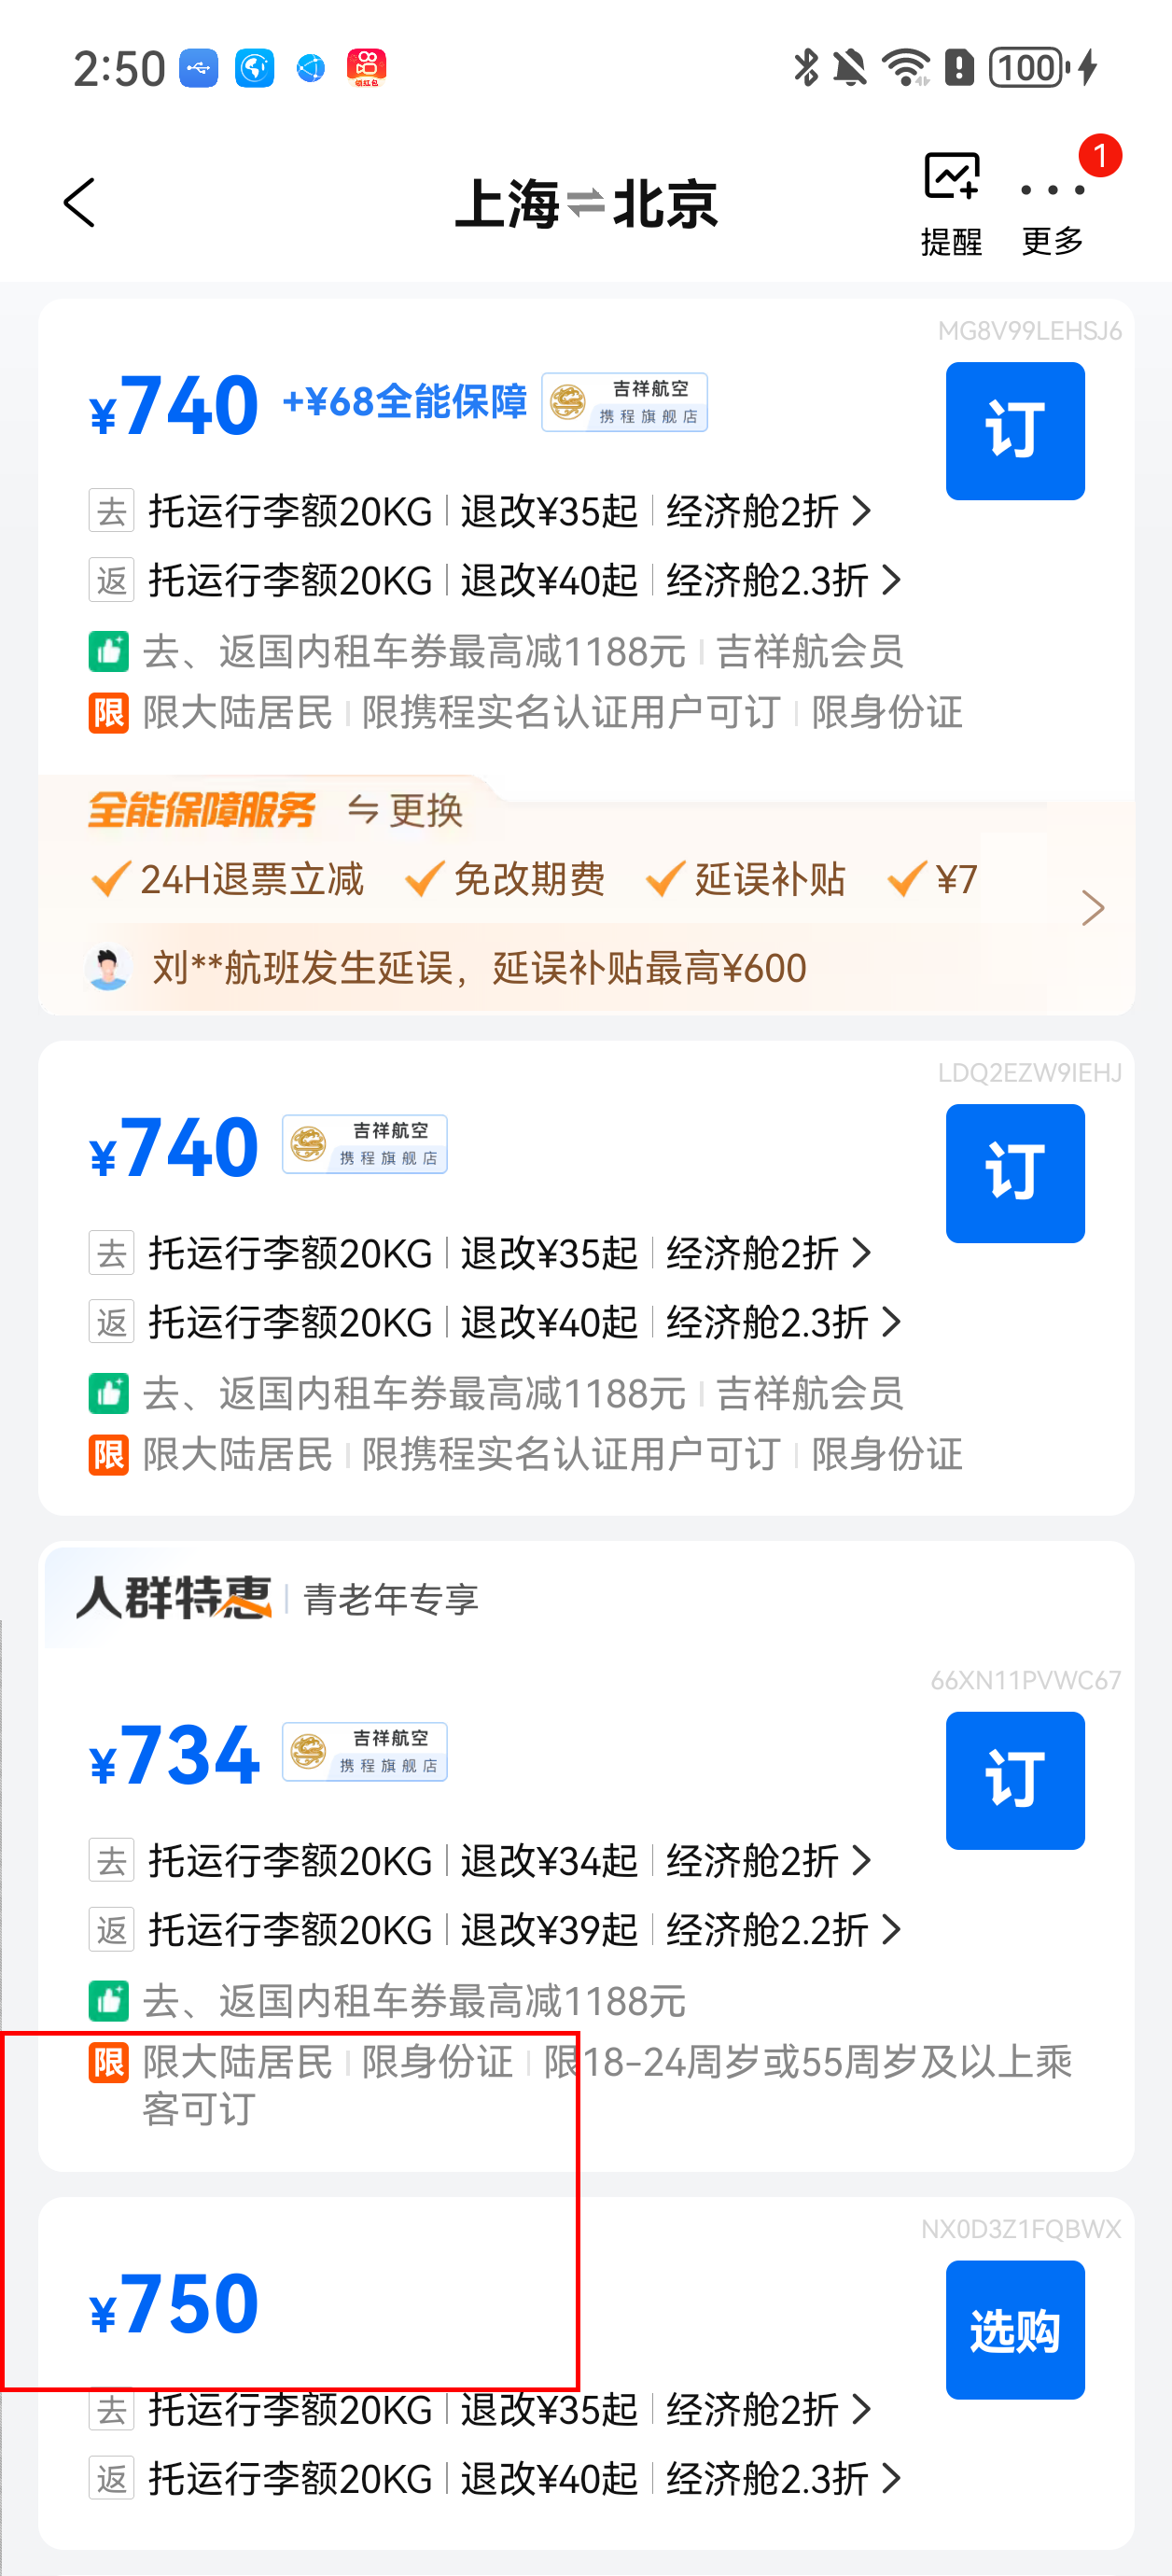 2:50
领红包
100
上海⇌北京
提醒
更多
1
MG8V99LEHSJ6
¥740 +¥68全能保障 吉祥航空 携程旗舰店
订
去 托运行李额20KG | 退改¥35起 | 经济舱2折 >
返 托运行李额20KG | 退改¥40起 | 经济舱2.3折 >
去、返国内租车券最高减1188元 | 吉祥航会员
限 限大陆居民 | 限携程实名认证用户可订 | 限身份证
全能保障服务 ⇋更换
24H退票立减 免改期费 延误补贴 ¥7
刘**航班发生延误，延误补贴最高¥600
LDQ2EZW9IEHJ
¥740 吉祥航空 携程旗舰店
订
去 托运行李额20KG | 退改¥35起 | 经济舱2折 >
返 托运行李额20KG | 退改¥40起 | 经济舱2.3折 >
去、返国内租车券最高减1188元 | 吉祥航会员
限 限大陆居民 | 限携程实名认证用户可订 | 限身份证
人群特惠 | 青老年专享
66XN11PVWC67
¥734 吉祥航空 携程旗舰店
订
去 托运行李额20KG | 退改¥34起 | 经济舱2折 >
返 托运行李额20KG | 退改¥39起 | 经济舱2.2折 >
去、返国内租车券最高减1188元
限 限大陆居民 | 限身份证 | 限18-24周岁或55周岁及以上乘
客可订
NX0D3Z1FQBWX
¥750
选购
去 托运行李额20KG | 退改¥35起 | 经济舱2折 >
返 托运行李额20KG | 退改¥40起 | 经济舱2.3折 >